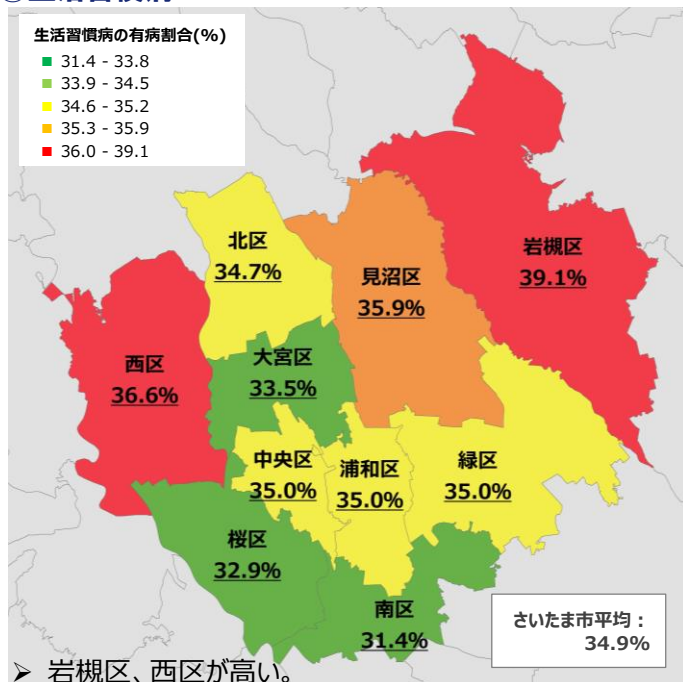 生活習慣病の有病割合(%)
31.4 - 33.8
33.9 - 34.5
34.6 - 35.2
35.3 - 35.9
36.0 - 39.1
北区
34.7%
見沼区
35.9%
岩槻区
39.1%
西区
36.6%
大宮区
33.5%
中央区
35.0%
浦和区
35.0%
緑区
35.0%
桜区
32.9%
南区
31.4%
さいたま市平均：
34.9%
➢ 岩槻区、西区が高い。